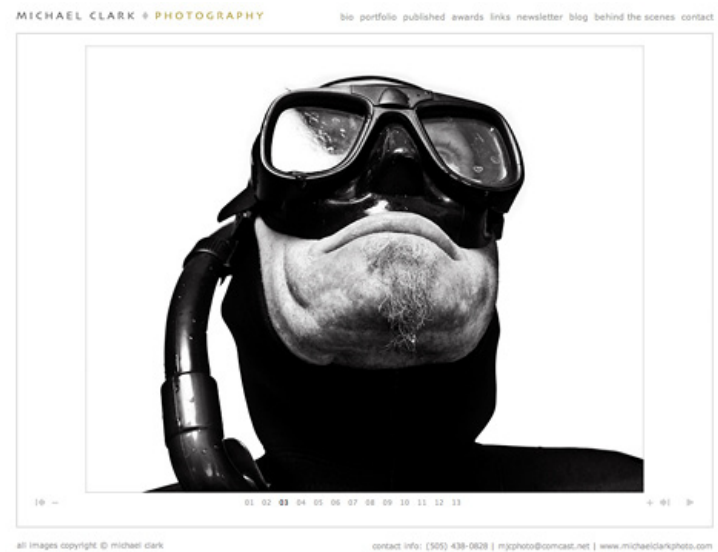 MICHAEL CLARK PHOTOGRAPHY
bio portfolio published awards links newsletter blog behind the scenes contact
01 02 03 04 05 06 07 08 09 10 11 12 13
all images copyright © michael clark
contact info: (505) 438-0828 | mjcphoto@comcast.net | www.michaelclarkphoto.com